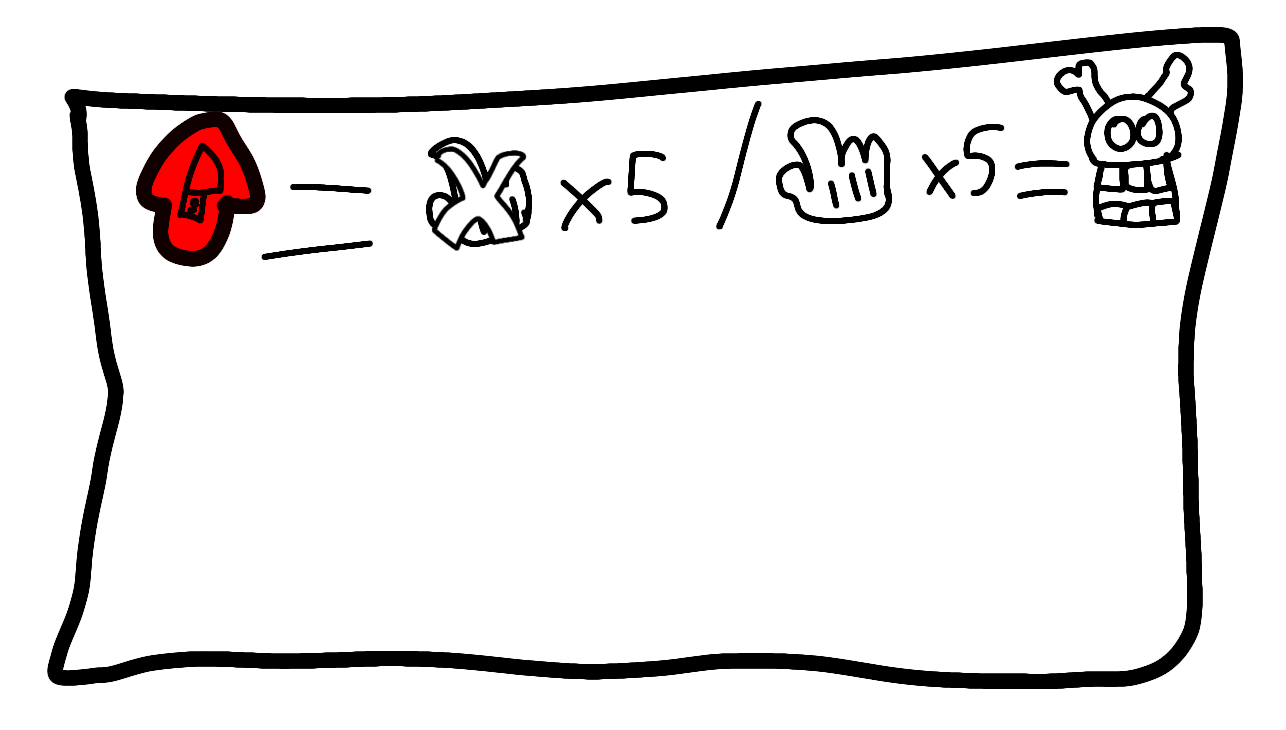 = x5 / x5 =